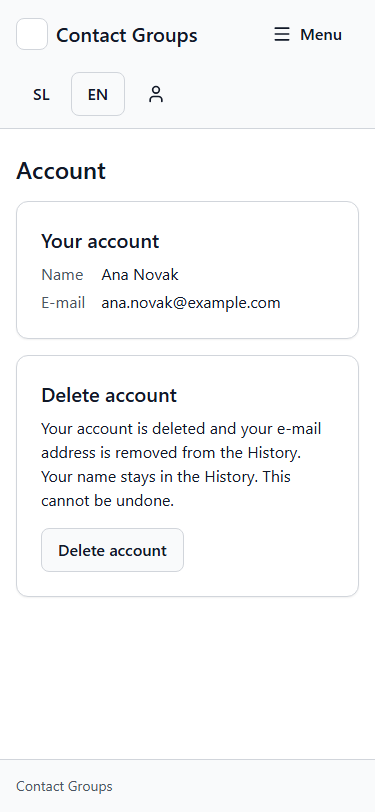 Contact Groups
Menu
SL
EN
Account
Your account
Name Ana Novak
E-mail ana.novak@example.com
Delete account
Your account is deleted and your e-mail
address is removed from the History.
Your name stays in the History. This
cannot be undone.
Delete account
Contact Groups